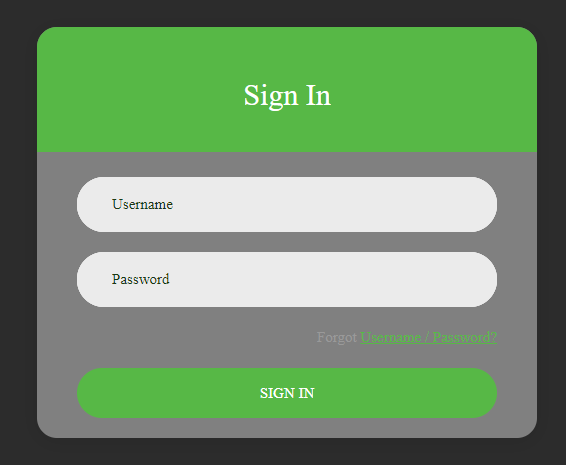 Sign In
Username
Password
Forgot Username / Password?
SIGN IN